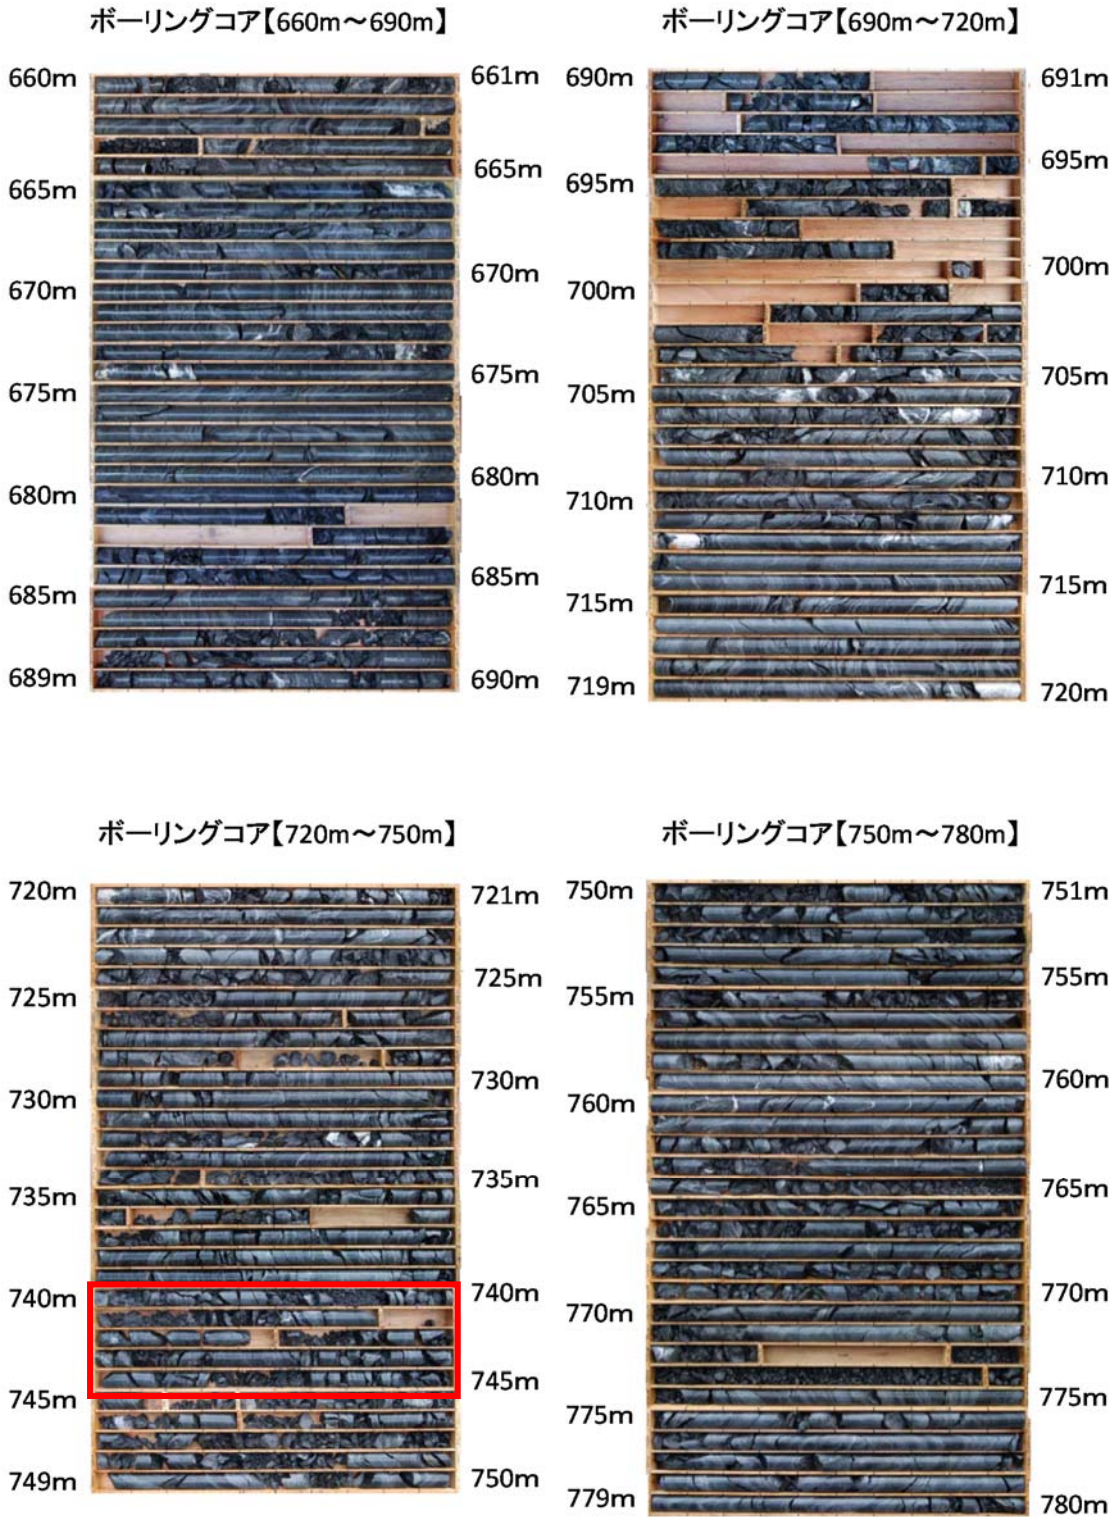 ボーリングコア【660m～690m】
660m
661m
665m
665m
670m
670m
675m
675m
680m
680m
685m
685m
689m
690m
ボーリングコア【690m～720m】
690m
691m
695m
695m
700m
700m
705m
705m
710m
710m
715m
715m
719m
720m
ボーリングコア【720m～750m】
720m
721m
725m
725m
730m
730m
735m
735m
740m
740m
745m
745m
749m
750m
ボーリングコア【750m～780m】
750m
751m
755m
755m
760m
760m
765m
765m
770m
770m
775m
775m
779m
780m